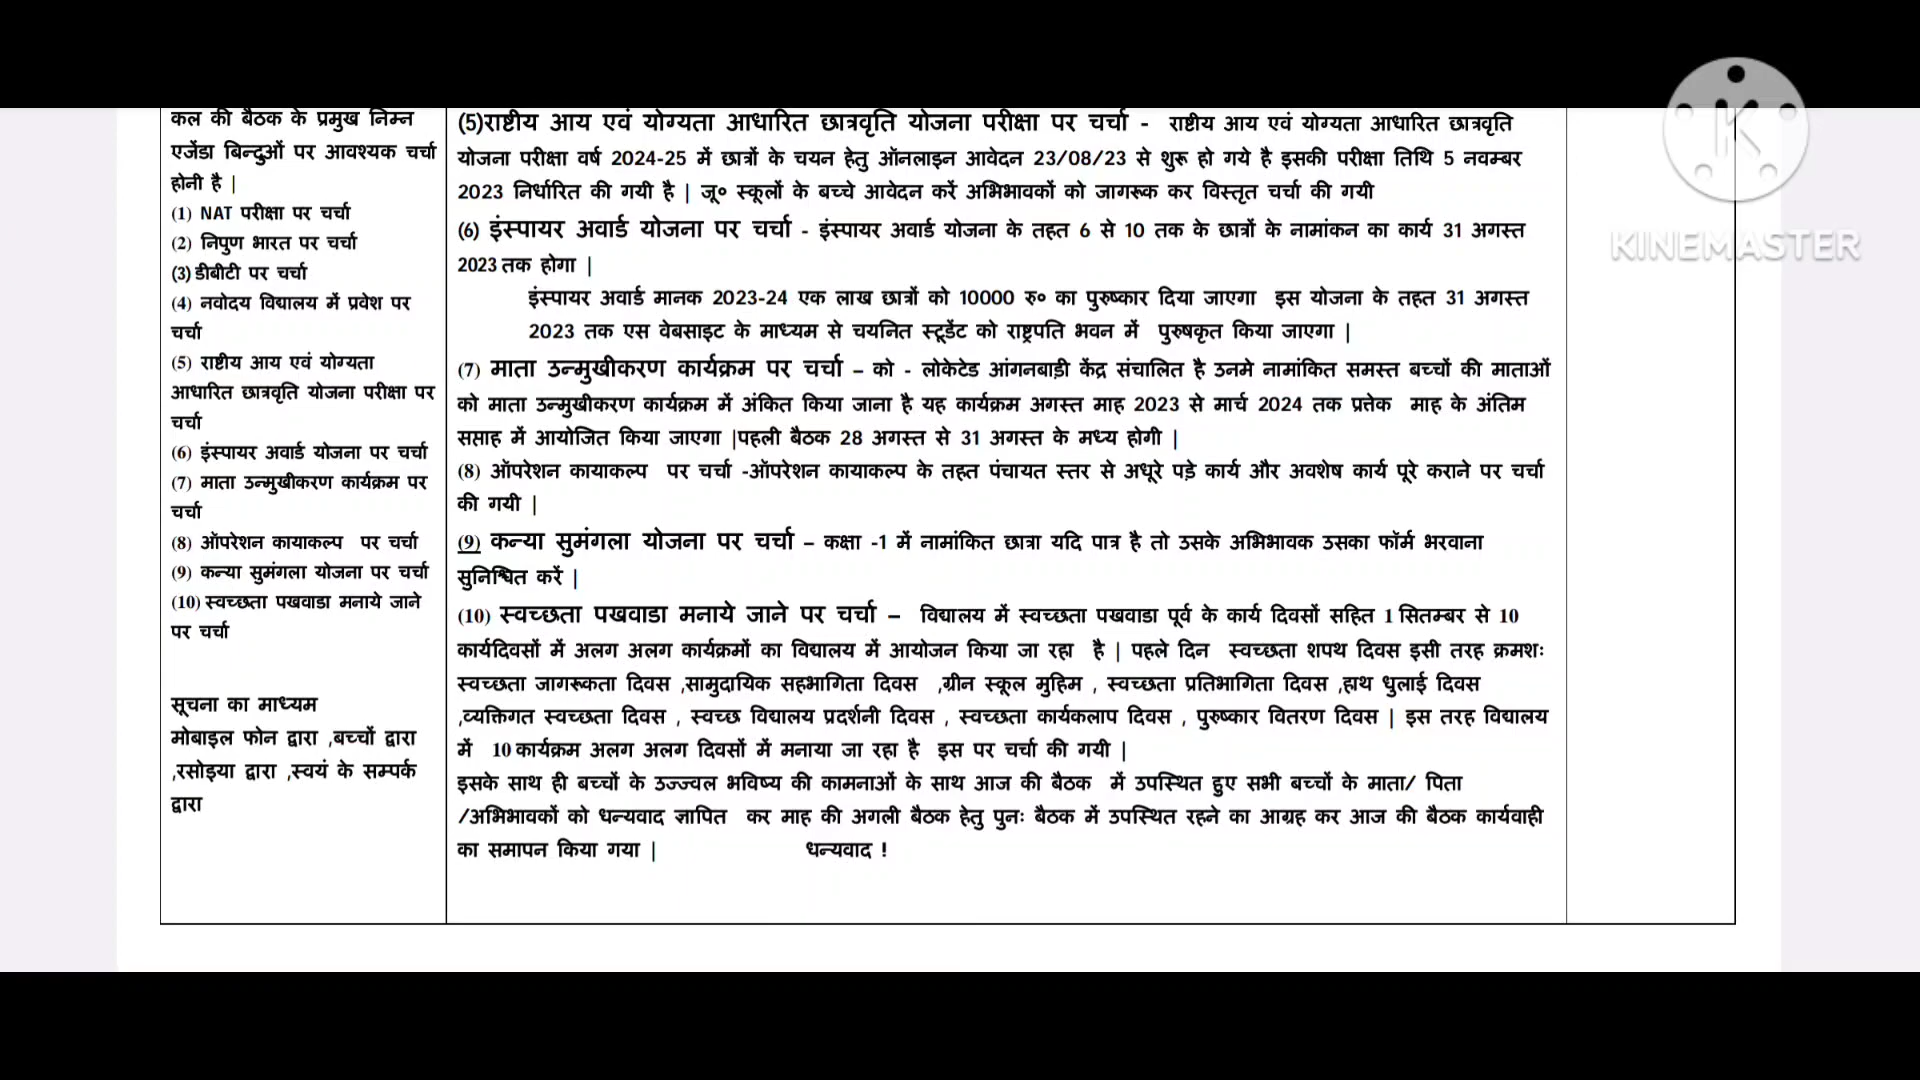 कल की बैठक के प्रमुख निम्न
एजेंडा बिन्दुओं पर आवश्यक चर्चा
होनी है |
(1) NAT परीक्षा पर चर्चा
(2) निपुण भारत पर चर्चा
(3) डीबीटी पर चर्चा
(4) नवोदय विद्यालय में प्रवेश पर
चर्चा
(5) राष्टीय आय एवं योग्यता
आधारित छात्रवृति योजना परीक्षा पर
चर्चा
(6) इंस्पायर अवार्ड योजना पर चर्चा
(7) माता उन्मुखीकरण कार्यक्रम पर
चर्चा
(8) ऑपरेशन कायाकल्प पर चर्चा
(9) कन्या सुमंगला योजना पर चर्चा
(10) स्वच्छता पखवाडा मनाये जाने
पर चर्चा
सूचना का माध्यम
मोबाइल फोन द्वारा ,बच्चों द्वारा
,रसोइया द्वारा ,स्वयं के सम्पर्क
द्वारा
(5)राष्टीय आय एवं योग्यता आधारित छात्रवृति योजना परीक्षा पर चर्चा - राष्टीय आय एवं योग्यता आधारित छात्रवृति
योजना परीक्षा वर्ष 2024-25 में छात्रों के चयन हेतु ऑनलाइन आवेदन 23/08/23 से शुरू हो गये है इसकी परीक्षा तिथि 5 नवम्बर
2023 निर्धारित की गयी है | जू० स्कूलों के बच्चे आवेदन करें अभिभावकों को जागरूक कर विस्तृत चर्चा की गयी
(6) इंस्पायर अवार्ड योजना पर चर्चा - इंस्पायर अवार्ड योजना के तहत 6 से 10 तक के छात्रों के नामांकन का कार्य 31 अगस्त
2023 तक होगा |
इंस्पायर अवार्ड मानक 2023-24 एक लाख छात्रों को 10000 रु० का पुरुष्कार दिया जाएगा इस योजना के तहत 31 अगस्त
2023 तक एस वेबसाइट के माध्यम से चयनित स्टूडेंट को राष्ट्रपति भवन में पुरुषकृत किया जाएगा |
(7) माता उन्मुखीकरण कार्यक्रम पर चर्चा – को - लोकेटेड आंगनबाड़ी केंद्र संचालित है उनमे नामांकित समस्त बच्चों की माताओं
को माता उन्मुखीकरण कार्यक्रम में अंकित किया जाना है यह कार्यक्रम अगस्त माह 2023 से मार्च 2024 तक प्रत्तेक माह के अंतिम
सप्ताह में आयोजित किया जाएगा |पहली बैठक 28 अगस्त से 31 अगस्त के मध्य होगी |
(8) ऑपरेशन कायाकल्प पर चर्चा -ऑपरेशन कायाकल्प के तहत पंचायत स्तर से अधूरे पड़े कार्य और अवशेष कार्य पूरे कराने पर चर्चा
की गयी |
(9) कन्या सुमंगला योजना पर चर्चा – कक्षा -1 में नामांकित छात्रा यदि पात्र है तो उसके अभिभावक उसका फॉर्म भरवाना
सुनिश्चित करें |
(10) स्वच्छता पखवाडा मनाये जाने पर चर्चा – विद्यालय में स्वच्छता पखवाडा पूर्व के कार्य दिवसों सहित 1 सितम्बर से 10
कार्यदिवसों में अलग अलग कार्यक्रमों का विद्यालय में आयोजन किया जा रहा है | पहले दिन स्वच्छता शपथ दिवस इसी तरह क्रमशः
स्वच्छता जागरूकता दिवस ,सामुदायिक सहभागिता दिवस ,ग्रीन स्कूल मुहिम , स्वच्छता प्रतिभागिता दिवस ,हाथ धुलाई दिवस
,व्यक्तिगत स्वच्छता दिवस , स्वच्छ विद्यालय प्रदर्शनी दिवस , स्वच्छता कार्यकलाप दिवस , पुरुष्कार वितरण दिवस | इस तरह विद्यालय
में 10 कार्यक्रम अलग अलग दिवसों में मनाया जा रहा है इस पर चर्चा की गयी |
इसके साथ ही बच्चों के उज्ज्वल भविष्य की कामनाओं के साथ आज की बैठक में उपस्थित हुए सभी बच्चों के माता/ पिता
/अभिभावकों को धन्यवाद ज्ञापित कर माह की अगली बैठक हेतु पुनः बैठक में उपस्थित रहने का आग्रह कर आज की बैठक कार्यवाही
का समापन किया गया | धन्यवाद !
KINEMASTER